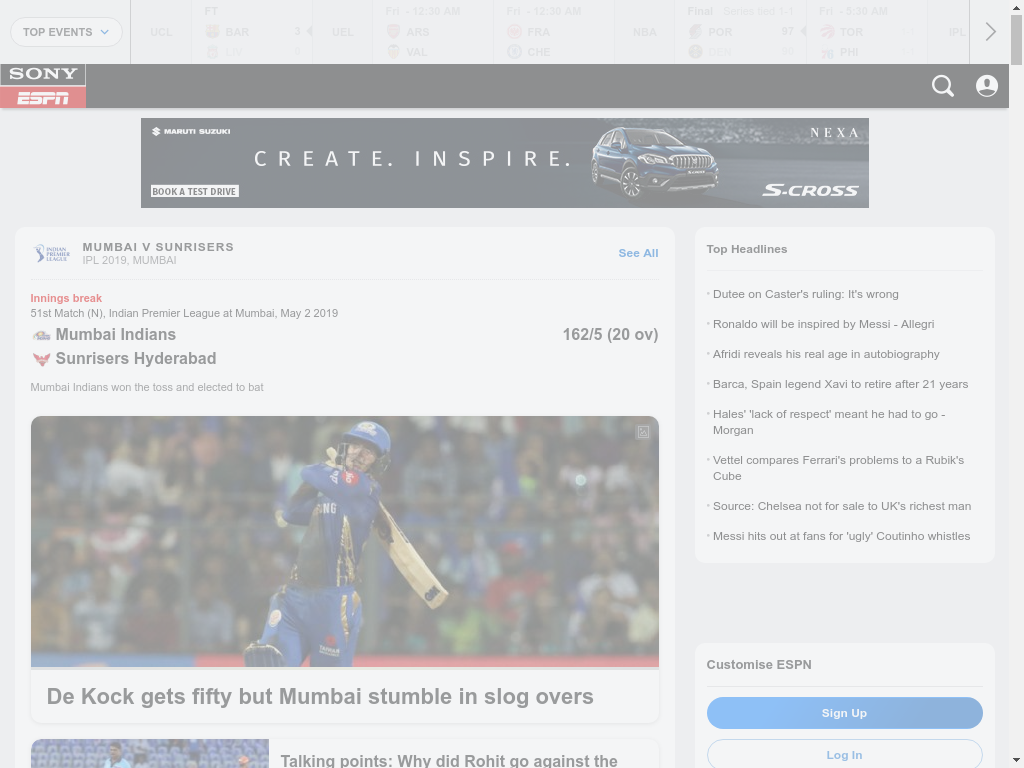 TOP EVENTS
UCL
FT
BAR 3
LIV
UEL
Fri - 12:30 AM
ARS
VAL
Fri - 12:30 AM
FRA
CHE
NBA
Final Series tied 1-1
POR 97
DEN 90
Fri - 5:30 AM
TOR
PHI
IPL
SONY
ESPN
MARUTI SUZUKI
NEXA
CREATE. INSPIRE.
BOOK A TEST DRIVE
S-CROSS
INDIAN
PREMIER
LEAGUE
MUMBAI V SUNRISERS
IPL 2019, MUMBAI
See All
Innings break
51st Match (N), Indian Premier League at Mumbai, May 2 2019
Mumbai Indians 162/5 (20 ov)
Sunrisers Hyderabad
Mumbai Indians won the toss and elected to bat
De Kock gets fifty but Mumbai stumble in slog overs
Talking points: Why did Rohit go against the
Top Headlines
Dutee on Caster's ruling: It's wrong
Ronaldo will be inspired by Messi - Allegri
Afridi reveals his real age in autobiography
Barca, Spain legend Xavi to retire after 21 years
Hales' 'lack of respect' meant he had to go -
Morgan
Vettel compares Ferrari's problems to a Rubik's
Cube
Source: Chelsea not for sale to UK's richest man
Messi hits out at fans for 'ugly' Coutinho whistles
Customise ESPN
Sign Up
Log In